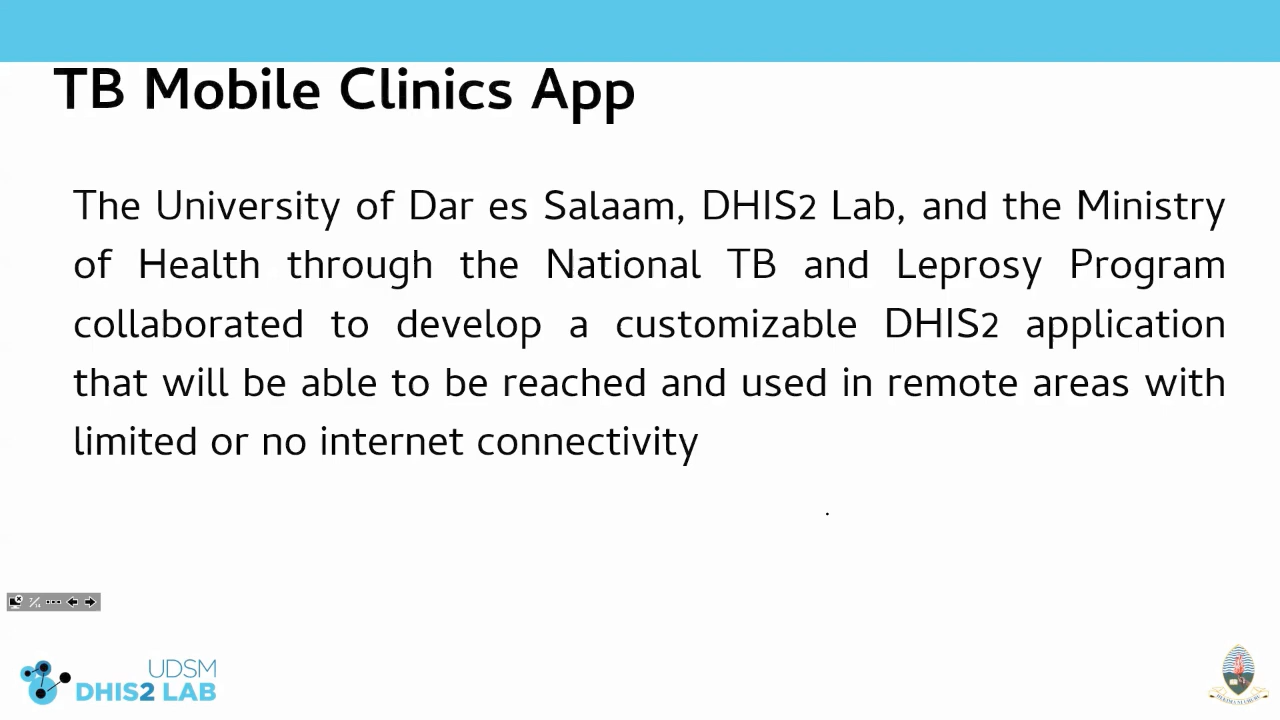 TB Mobile Clinics App
The University of Dar es Salaam, DHIS2 Lab, and the Ministry
of Health through the National TB and Leprosy Program
collaborated to develop a customizable DHIS2 application
that will be able to be reached and used in remote areas with
limited or no internet connectivity
UDSM
DHIS2 LAB